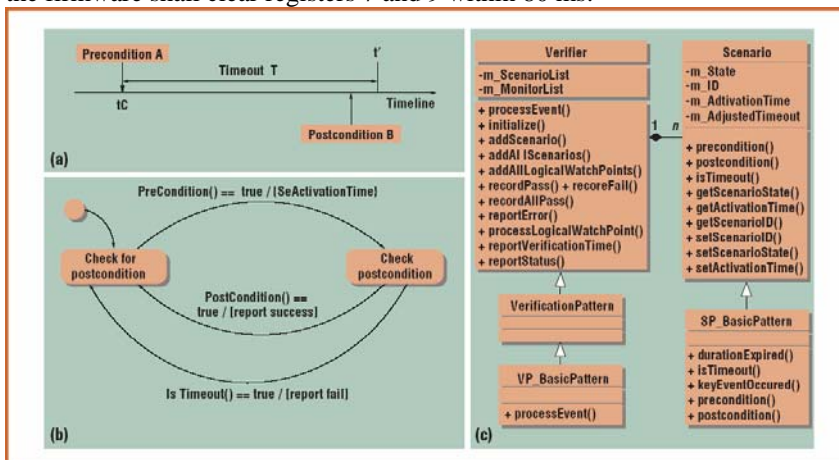 the firmware shall clear registers 7 and 9 within 80 ms.
Precondition A
Timeout T
t'
tC
Timeline
Postcondition B
(a)
PreCondition() == true / [SeActivationTime]
Check for
postcondition
Check
postcondition
PostCondition() ==
true / [report success]
Is Timeout() == true / [report fail]
(b)
Verifier
-m_ScenarioList
-m_MonitorList
+ processEvent()
+ initialize()
+ addScenario()
+ addAl IScenarios()
+ addAllLogicalWatchPoints()
+ recordPass() + recoreFail()
+ recordAllPass()
+ reportError()
+ processLogicalWatchPoint()
+ reportVerificationTime()
+ reportStatus()
1
n
VerificationPattern
VP_BasicPattern
+ processEvent()
Scenario
-m_State
-m_ID
-m_AdtivationTime
-m_AdjustedTimeout
+ precondition()
+ postcondition()
+ isTimeout()
+ getScenarioState()
+ getActivationTime()
+ getScenarioID()
+ setScenarioID()
+ setScenarioState()
+ setActivationTime()
SP_BasicPattern
+ durationExpired()
+ isTimeout()
+ keyEventOccured()
+ precondition()
+ postcondition()
(c)